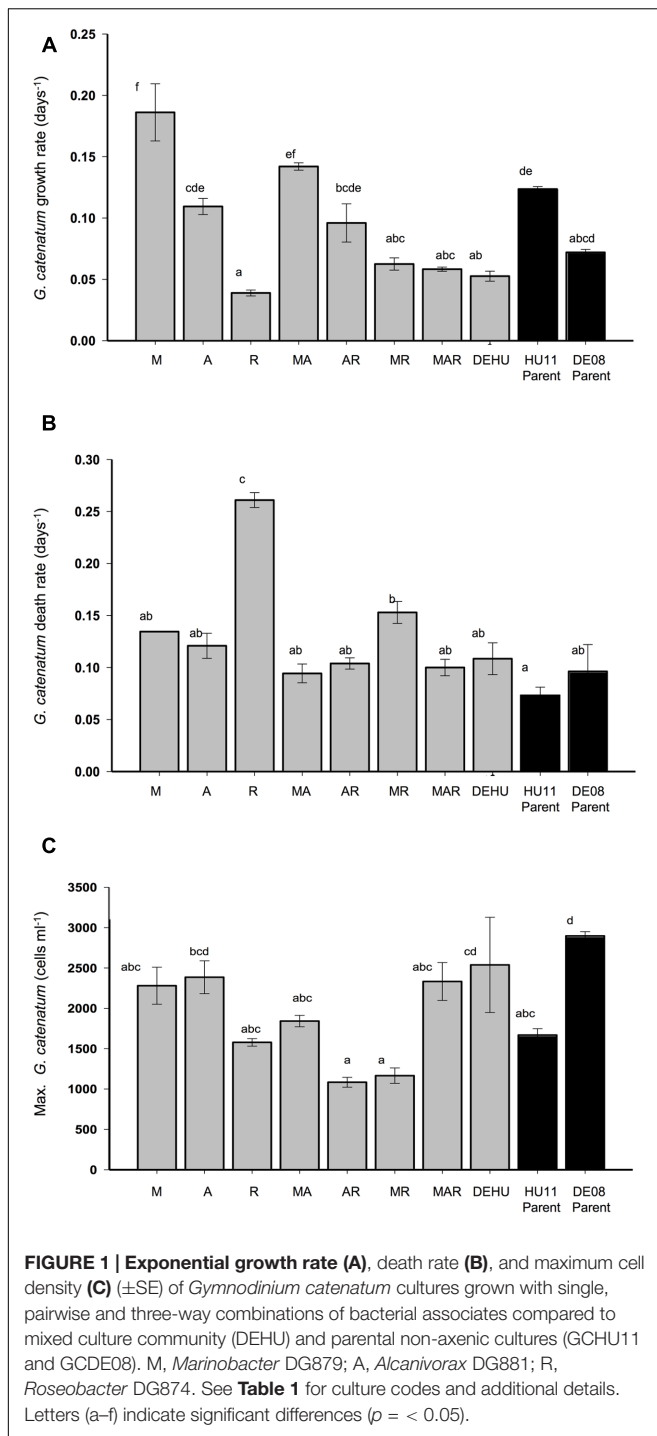 A
G. catenatum growth rate (days-1)
0.25
0.20
0.15
0.10
0.05
0.00
f
cde
a
ef
bcde
abc
abc
ab
de
abcd
M A R MA AR MR MAR DEHU HU11 DE08
Parent Parent
B
G. catenatum death rate (days-1)
0.30
0.25
0.20
0.15
0.10
0.05
0.00
ab
ab
c
ab
ab
b
ab
ab
a
ab
M A R MA AR MR MAR DEHU HU11 DE08
Parent Parent
C
Max. G. catenatum (cells ml-1)
3500
3000
2500
2000
1500
1000
500
0
abc
bcd
abc
abc
a
a
abc
cd
abc
d
M A R MA AR MR MAR DEHU HU11 DE08
Parent Parent
FIGURE 1 | Exponential growth rate (A), death rate (B), and maximum cell
density (C) (±SE) of Gymnodinium catenatum cultures grown with single,
pairwise and three-way combinations of bacterial associates compared to
mixed culture community (DEHU) and parental non-axenic cultures (GCHU11
and GCDE08). M, Marinobacter DG879; A, Alcanivorax DG881; R,
Roseobacter DG874. See Table 1 for culture codes and additional details.
Letters (a–f) indicate significant differences (p = < 0.05).